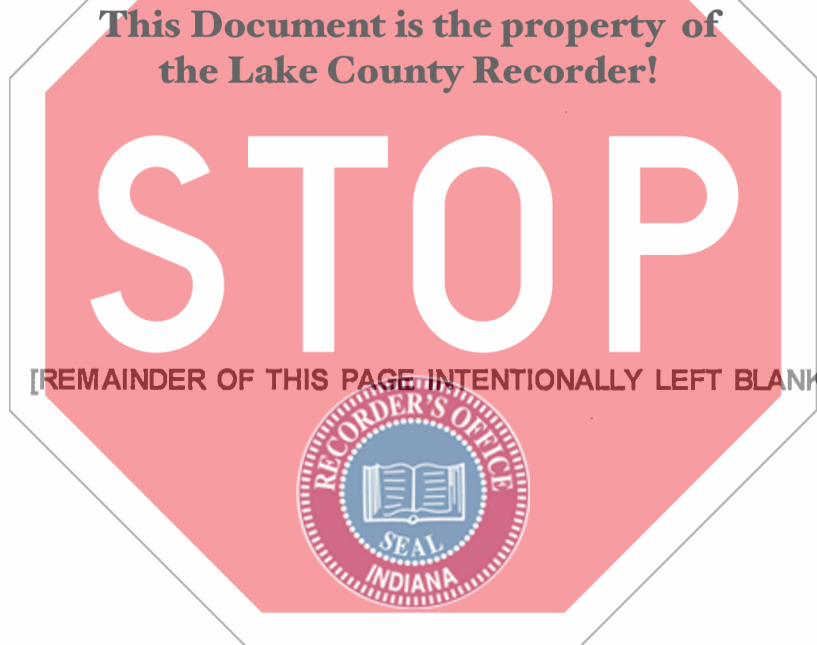 This Document is the property of
the Lake County Recorder!
STOP
[REMAINDER OF THIS PAGE INTENTIONALLY LEFT BLANK
RECORDER'S OFFICE
SEAL
INDIANA